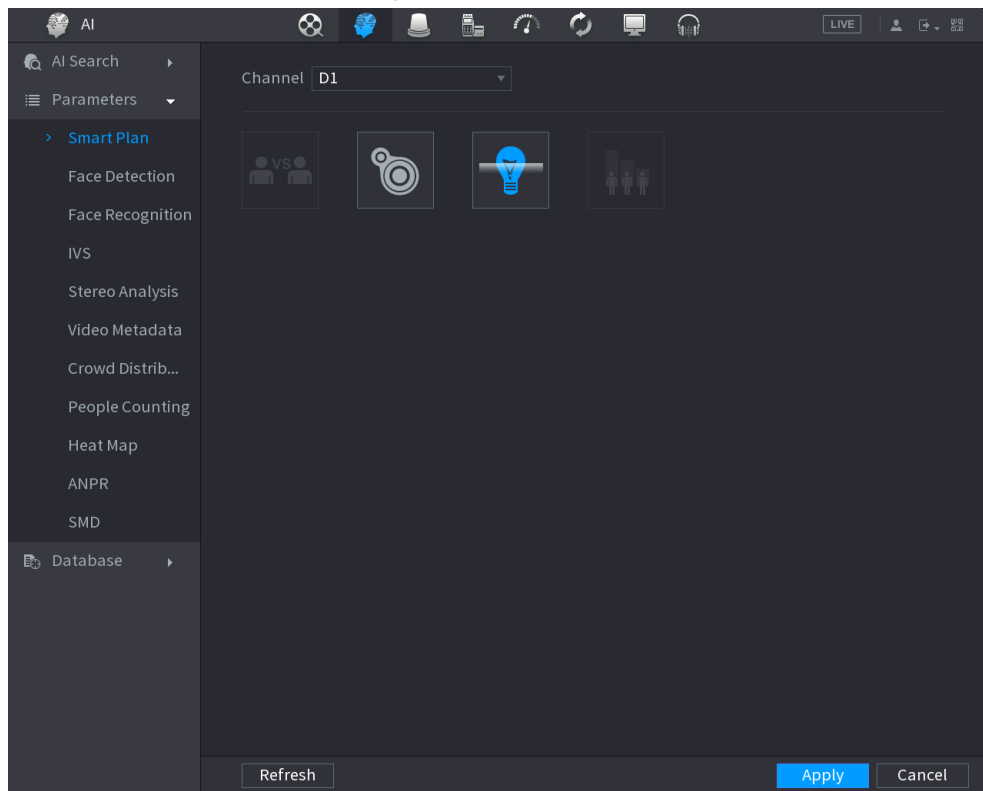 AI
LIVE
AI Search
Parameters
Smart Plan
Face Detection
Face Recognition
IVS
Stereo Analysis
Video Metadata
Crowd Distrib...
People Counting
Heat Map
ANPR
SMD
Database
Channel D1
VS
Refresh
Apply
Cancel